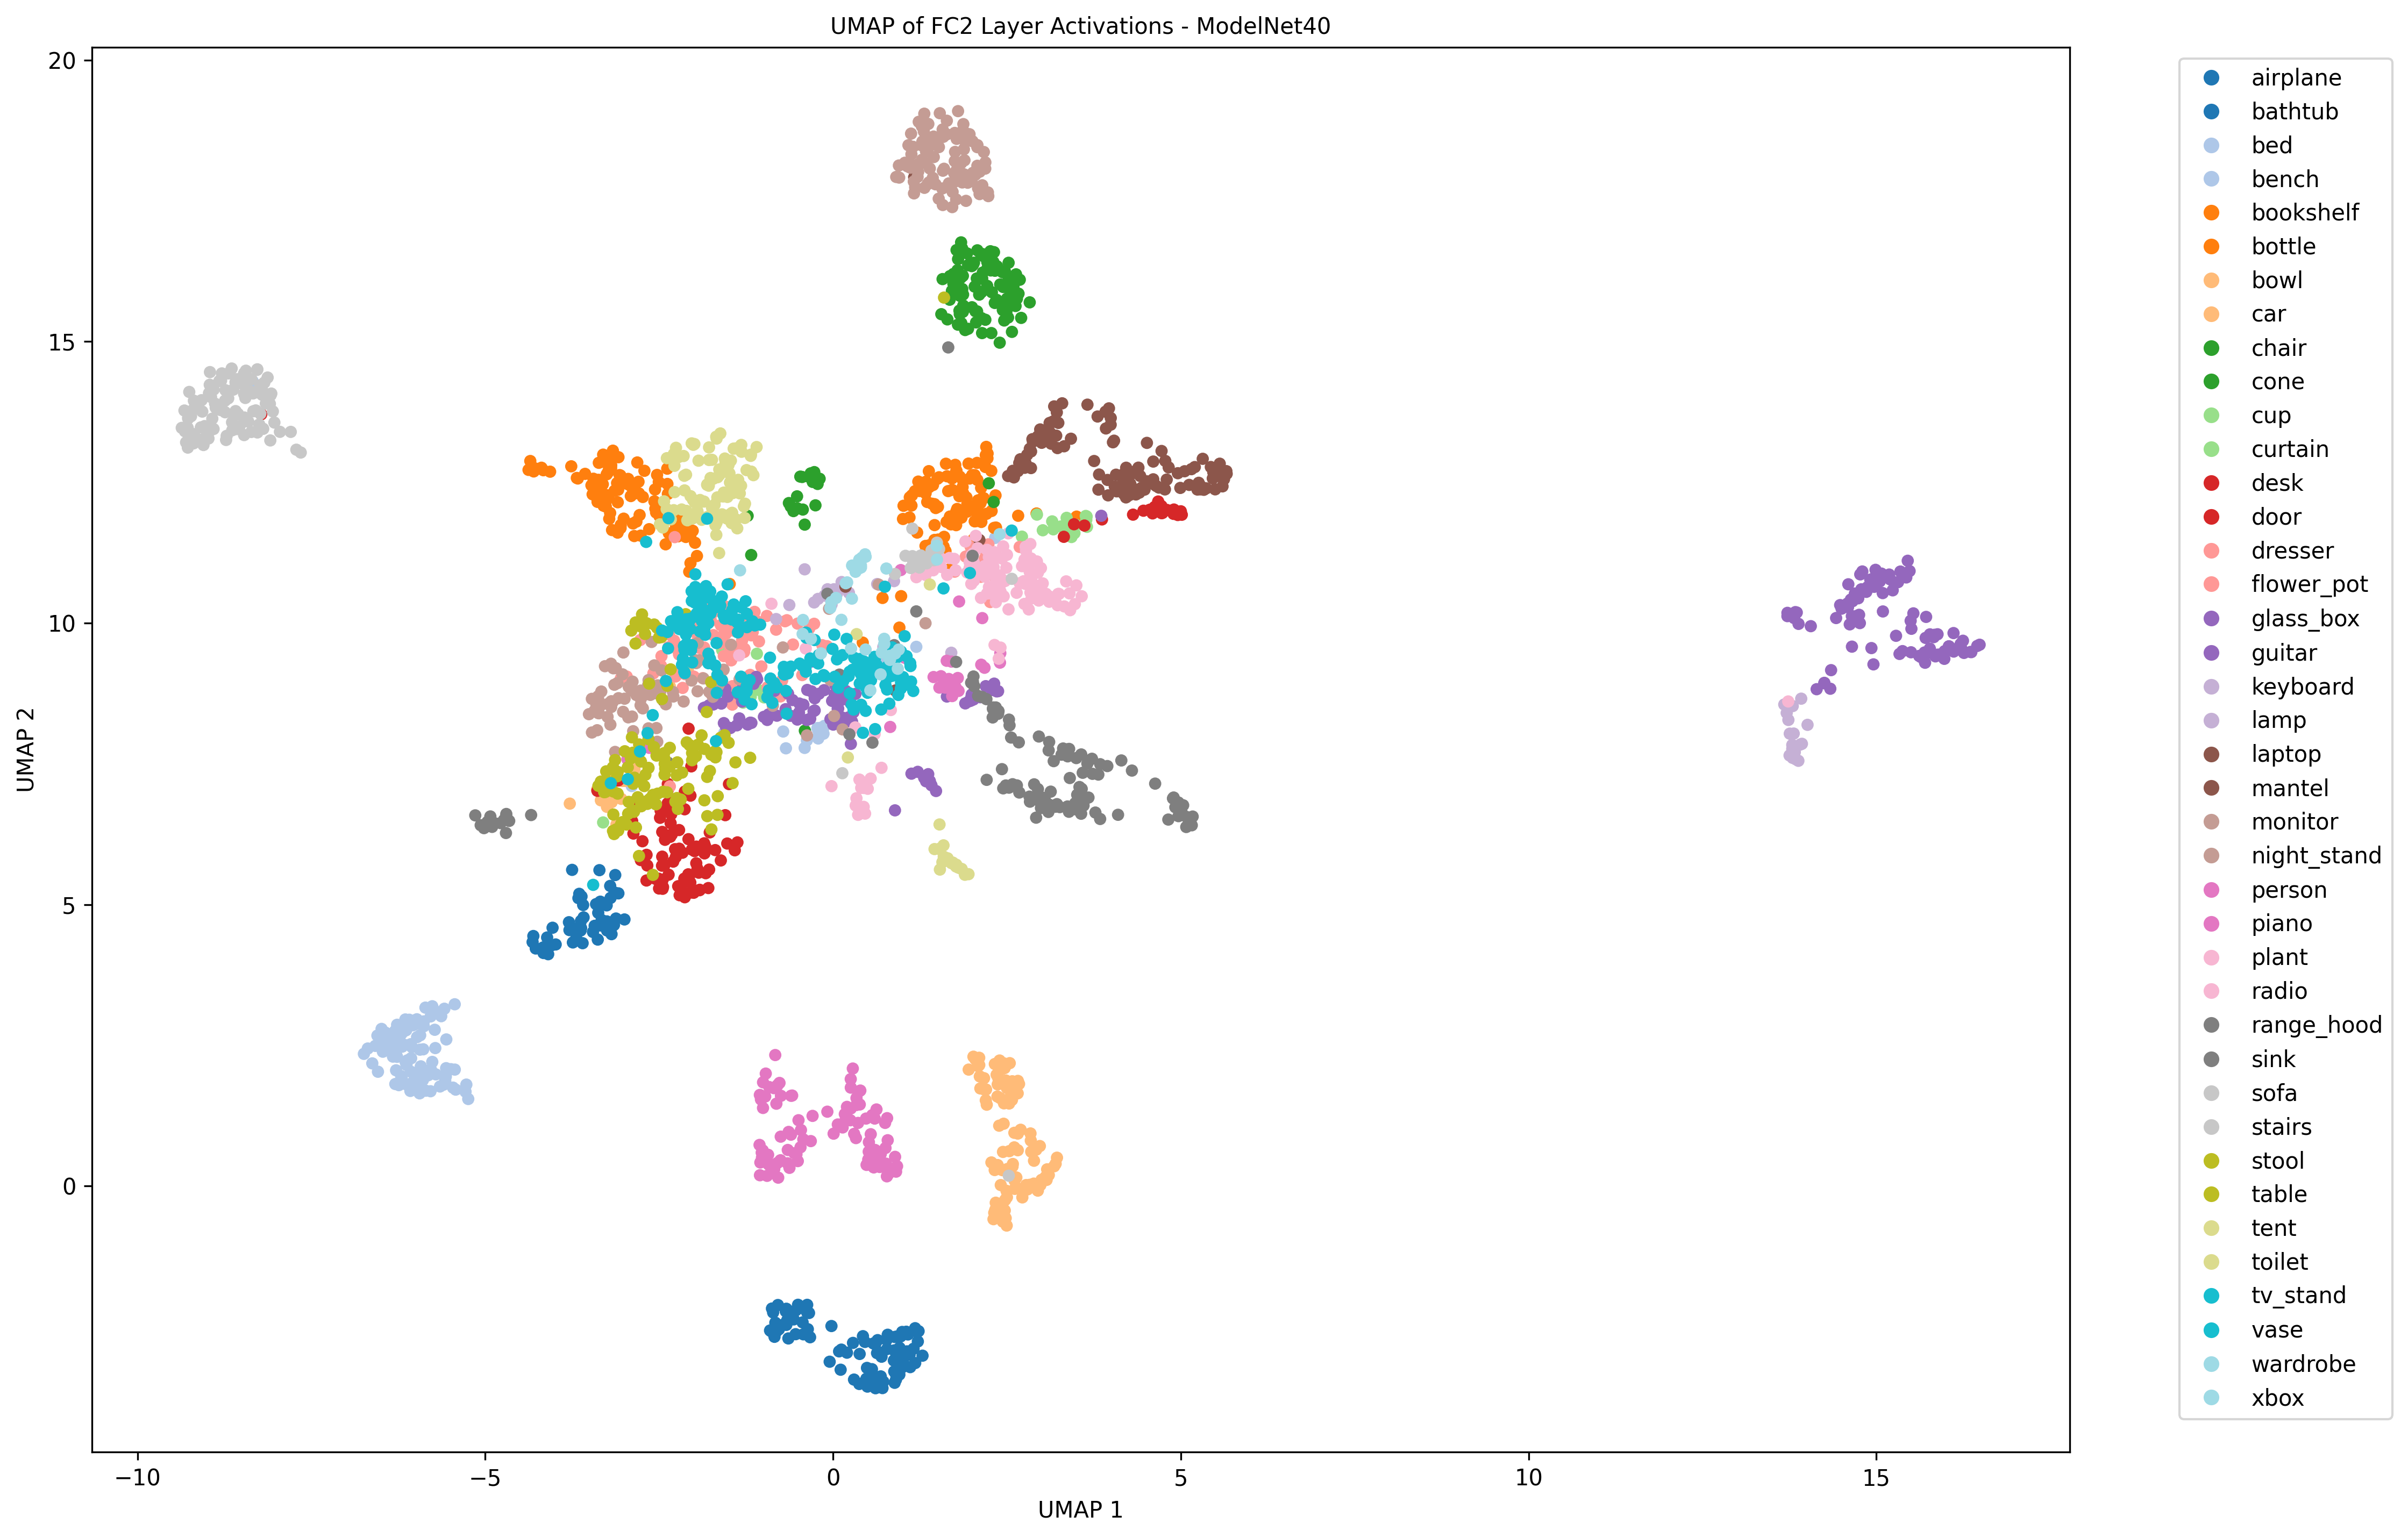 UMAP of FC2 Layer Activations - ModelNet40
20
15
10
5
0
UMAP 2
−10
−5
0
5
10
15
UMAP 1
airplane
bathtub
bed
bench
bookshelf
bottle
bowl
car
chair
cone
cup
curtain
desk
door
dresser
flower_pot
glass_box
guitar
keyboard
lamp
laptop
mantel
monitor
night_stand
person
piano
plant
radio
range_hood
sink
sofa
stairs
stool
table
tent
toilet
tv_stand
vase
wardrobe
xbox